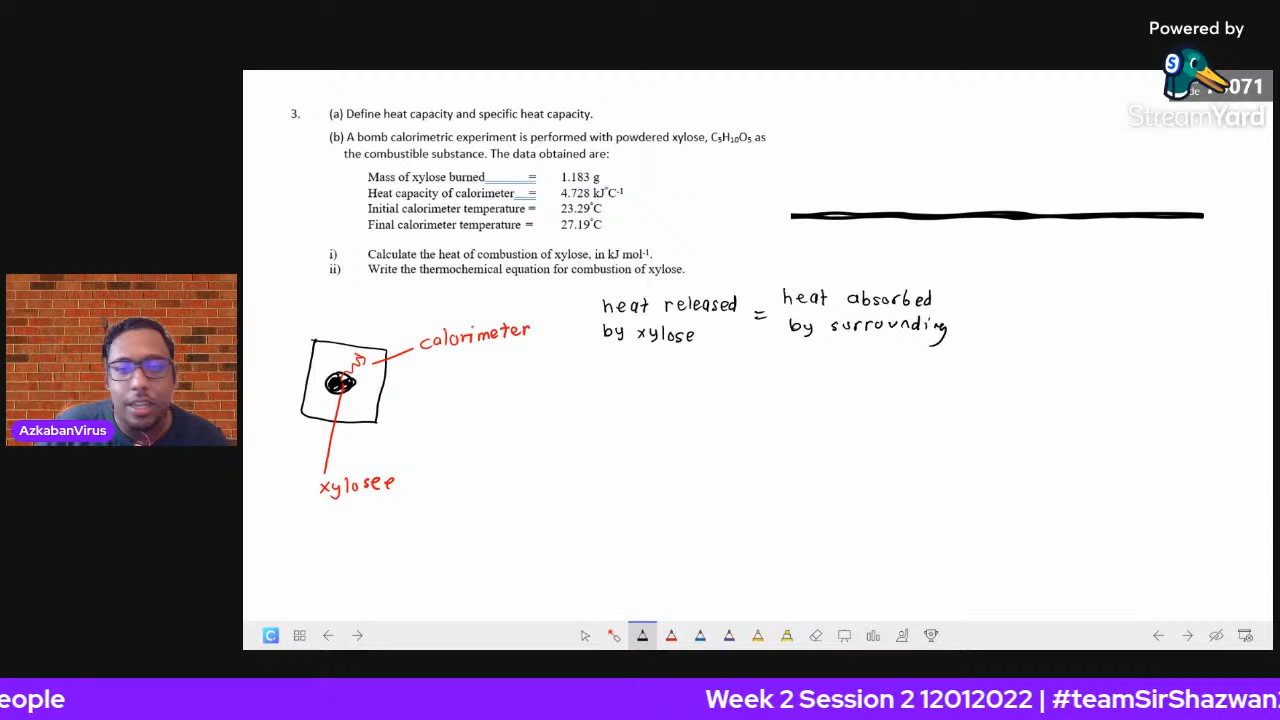 Powered by
de
071
StreamYard
3. (a) Define heat capacity and specific heat capacity.
(b) A bomb calorimetric experiment is performed with powdered xylose, C₅H₁₀O₅ as
the combustible substance. The data obtained are:
Mass of xylose burned = 1.183 g
Heat capacity of calorimeter = 4.728 kJ°C⁻¹
Initial calorimeter temperature = 23.29°C
Final calorimeter temperature = 27.19°C
i) Calculate the heat of combustion of xylose, in kJ mol⁻¹.
ii) Write the thermochemical equation for combustion of xylose.
heat released = heat absorbed
by xylose by surrounding
calorimeter
xylosee
AzkabanVirus
eople
Week 2 Session 2 12012022 | #teamSirShazwan